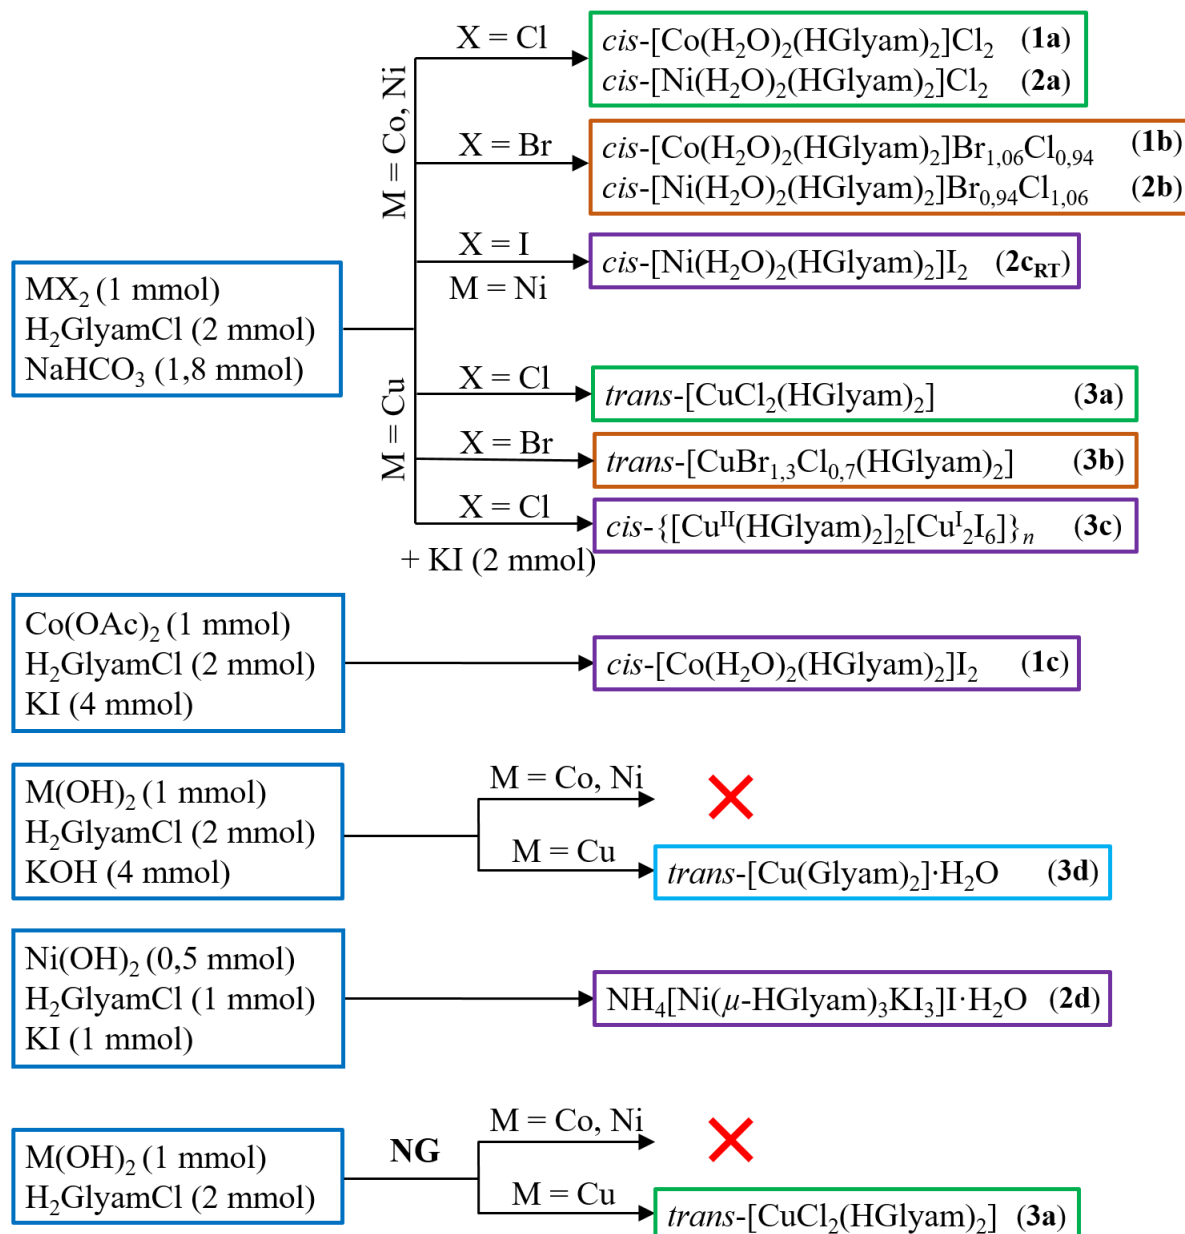 MX₂ (1 mmol)
H₂GlyamCl (2 mmol)
NaHCO₃ (1,8 mmol)
M = Co, Ni
X = Cl
cis-[Co(H₂O)₂(HGlyam)₂]Cl₂ (1a)
cis-[Ni(H₂O)₂(HGlyam)₂]Cl₂ (2a)
X = Br
cis-[Co(H₂O)₂(HGlyam)₂]Br₁,₀₆Cl₀,₉₄ (1b)
cis-[Ni(H₂O)₂(HGlyam)₂]Br₀,₉₄Cl₁,₀₆ (2b)
X = I
M = Ni
cis-[Ni(H₂O)₂(HGlyam)₂]I₂ (2c_RT)
M = Cu
X = Cl
trans-[CuCl₂(HGlyam)₂] (3a)
X = Br
trans-[CuBr₁,₃Cl₀,₇(HGlyam)₂] (3b)
X = Cl
+ KI (2 mmol)
cis-{[Cuᴵᴵ(HGlyam)₂]₂[Cuᴵ₂I₆]}ₙ (3c)
Co(OAc)₂ (1 mmol)
H₂GlyamCl (2 mmol)
KI (4 mmol)
cis-[Co(H₂O)₂(HGlyam)₂]I₂ (1c)
M(OH)₂ (1 mmol)
H₂GlyamCl (2 mmol)
KOH (4 mmol)
M = Co, Ni
M = Cu
trans-[Cu(Glyam)₂]·H₂O (3d)
Ni(OH)₂ (0,5 mmol)
H₂GlyamCl (1 mmol)
KI (1 mmol)
NH₄[Ni(μ-HGlyam)₃KI₃]I·H₂O (2d)
M(OH)₂ (1 mmol)
H₂GlyamCl (2 mmol)
NG
M = Co, Ni
M = Cu
trans-[CuCl₂(HGlyam)₂] (3a)